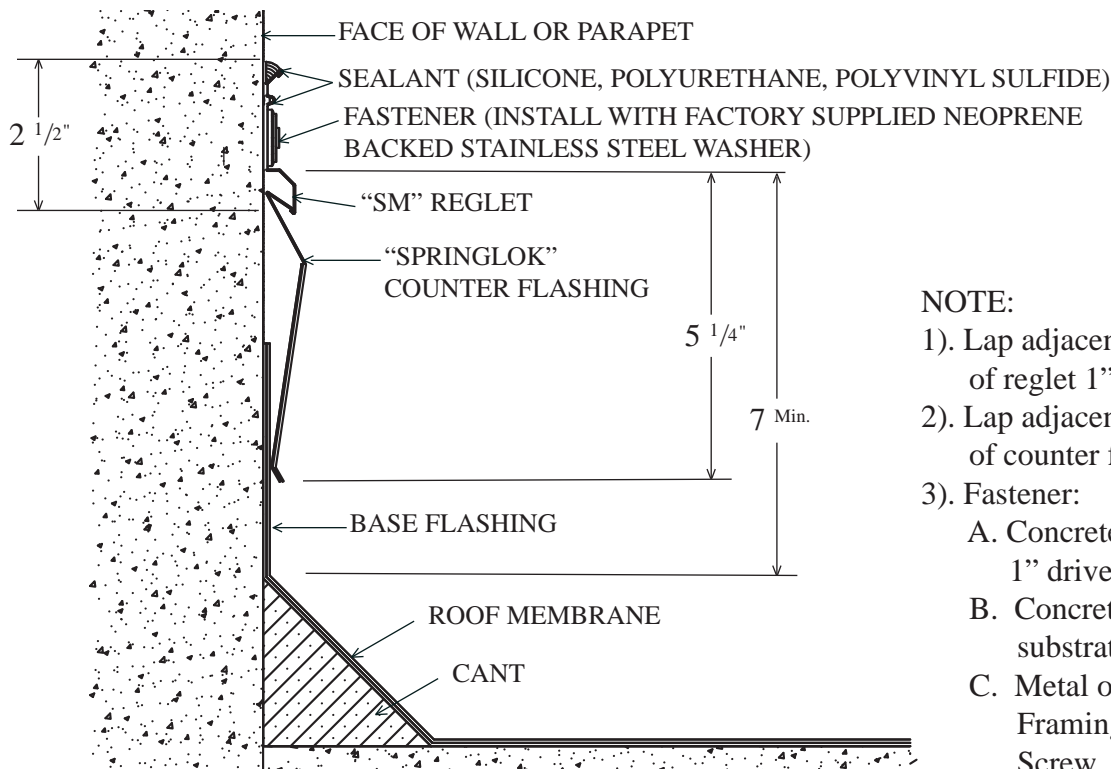 FACE OF WALL OR PARAPET
SEALANT (SILICONE, POLYURETHANE, POLYVINYL SULFIDE)
FASTENER (INSTALL WITH FACTORY SUPPLIED NEOPRENE
BACKED STAINLESS STEEL WASHER)
2 1/2"
“SM” REGLET
“SPRINGLOK”
COUNTER FLASHING
5 1/4"
7 Min.
BASE FLASHING
ROOF MEMBRANE
CANT
NOTE:
1). Lap adjacen
of reglet 1”
2). Lap adjacen
of counter f
3). Fastener:
A. Concrete
1” drive
B. Concret
substrat
C. Metal o
Framing
Screw